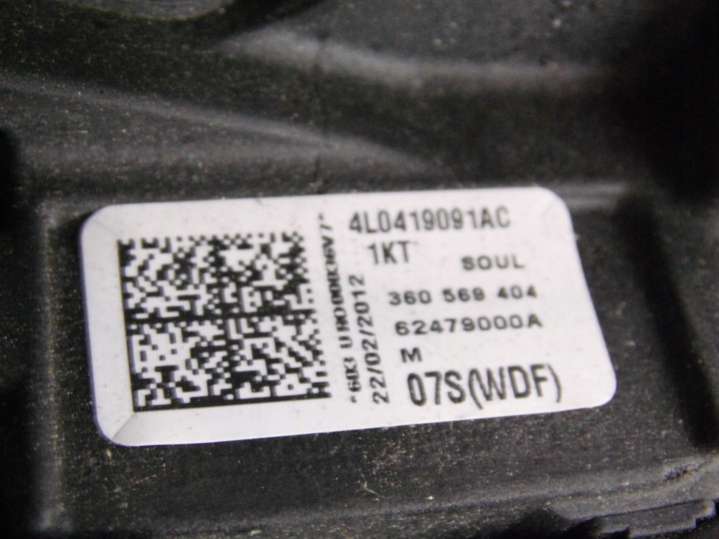 4L0419091AC
1KT SOUL
360 569 404
62479000A
M
07S(WDF)
22/02/2012